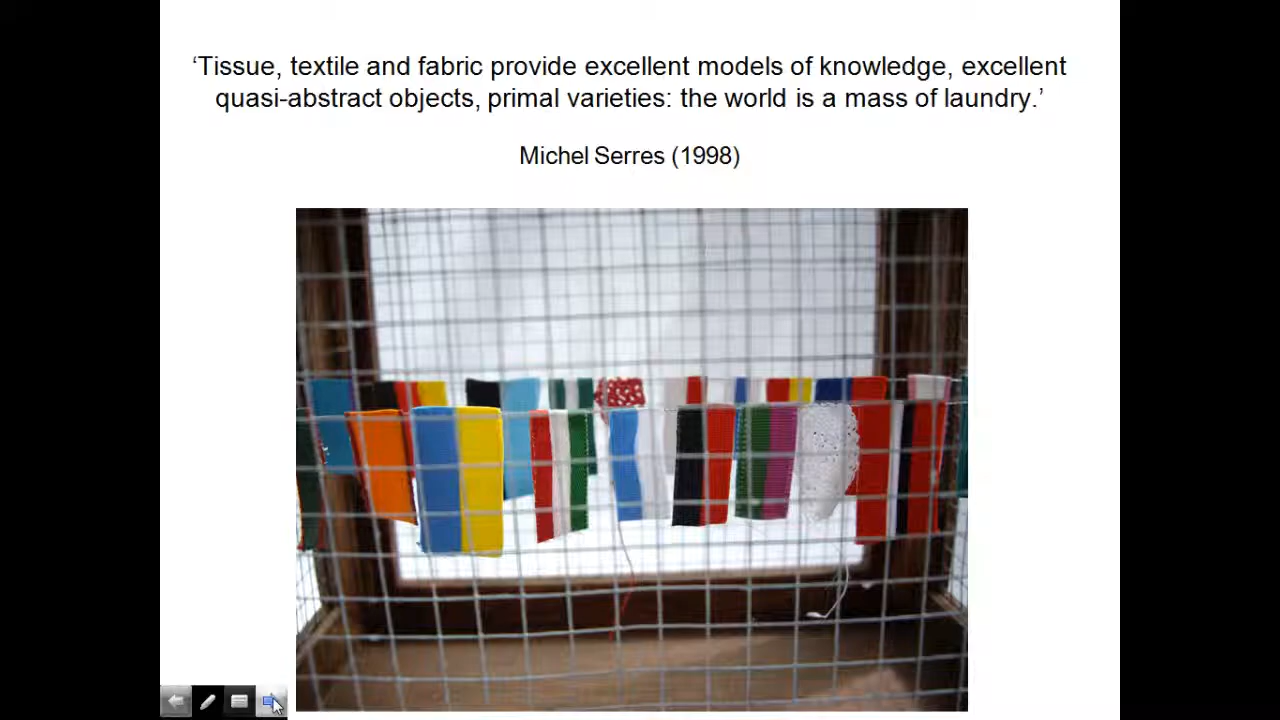 ‘Tissue, textile and fabric provide excellent models of knowledge, excellent
quasi-abstract objects, primal varieties: the world is a mass of laundry.’
Michel Serres (1998)